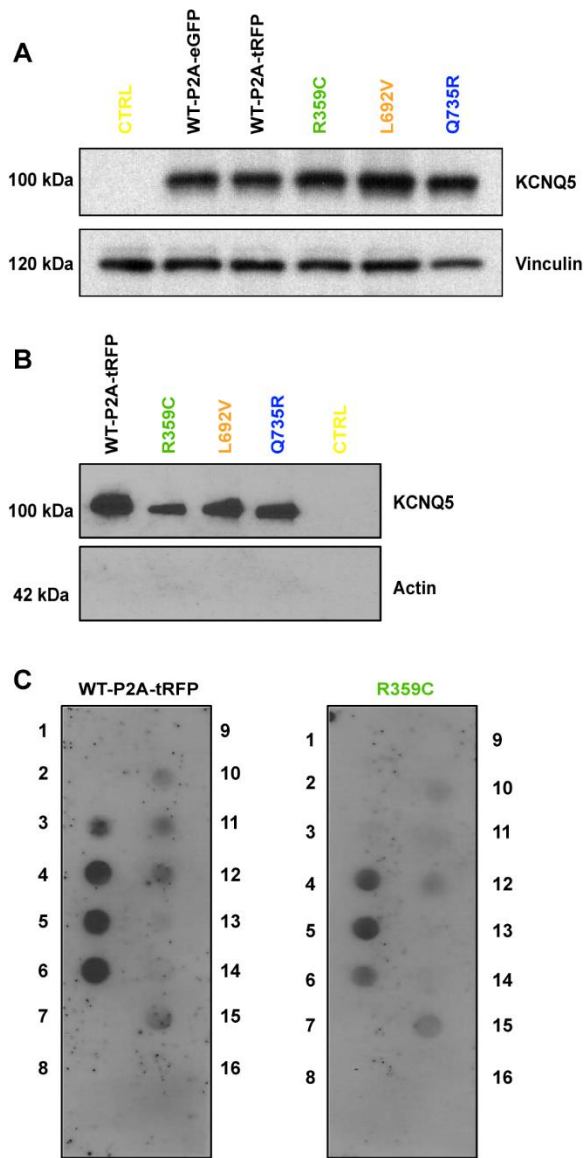 A
CTRL
WT-P2A-eGFP
WT-P2A-tRFP
R359C
L692V
Q735R
100 kDa
KCNQ5
120 kDa
Vinculin
B
WT-P2A-tRFP
R359C
L692V
Q735R
CTRL
100 kDa
KCNQ5
42 kDa
Actin
C
WT-P2A-tRFP
1 9
2 10
3 11
4 12
5 13
6 14
7 15
8 16
R359C
1 9
2 10
3 11
4 12
5 13
6 14
7 15
8 16